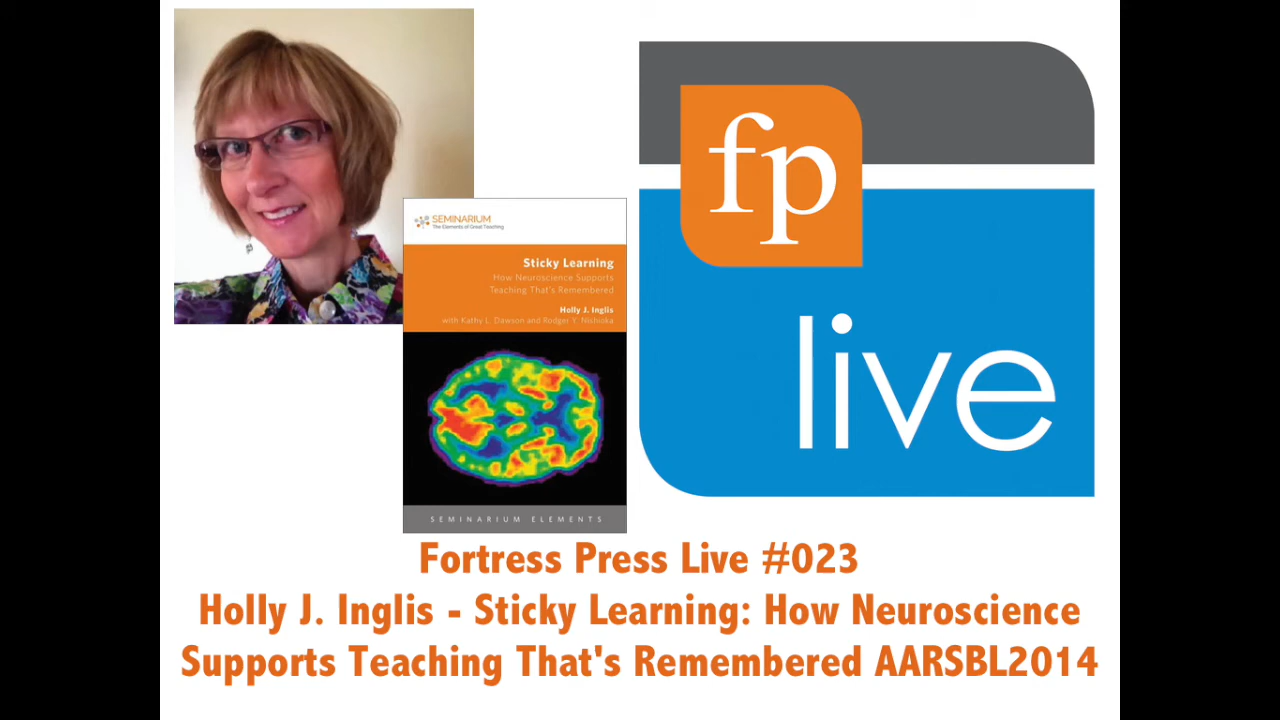 SEMINARIUM
The Elements of Great Teaching
Sticky Learning
How Neuroscience Supports
Teaching That's Remembered
Holly J. Inglis
with Kathy L. Dawson and Rodger Y. Nishioka
SEMINARIUM ELEMENTS
fp
live
Fortress Press Live #023
Holly J. Inglis - Sticky Learning: How Neuroscience
Supports Teaching That's Remembered AARSBL2014